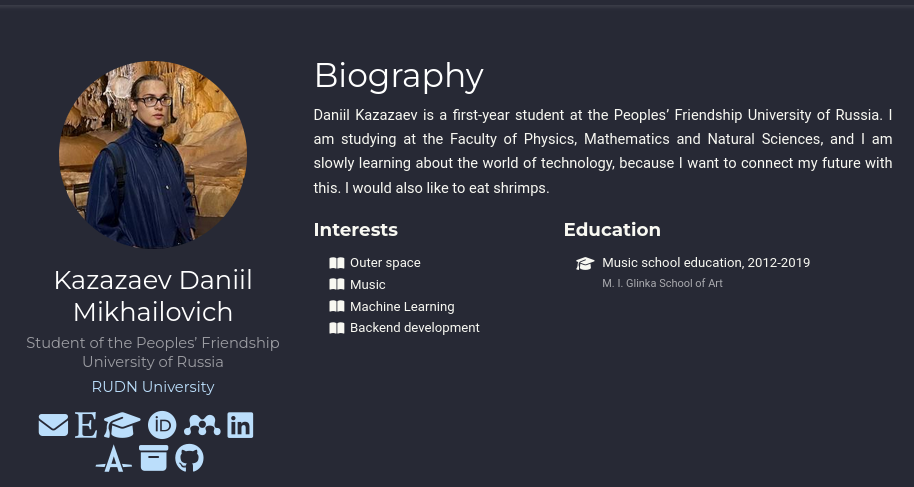 Biography
Daniil Kazazaev is a first-year student at the Peoples’ Friendship University of Russia. I
am studying at the Faculty of Physics, Mathematics and Natural Sciences, and I am
slowly learning about the world of technology, because I want to connect my future with
this. I would also like to eat shrimps.
Interests
Outer space
Music
Machine Learning
Backend development
Education
Music school education, 2012-2019
M. I. Glinka School of Art
Kazazaev Daniil
Mikhailovich
Student of the Peoples’ Friendship
University of Russia
RUDN University